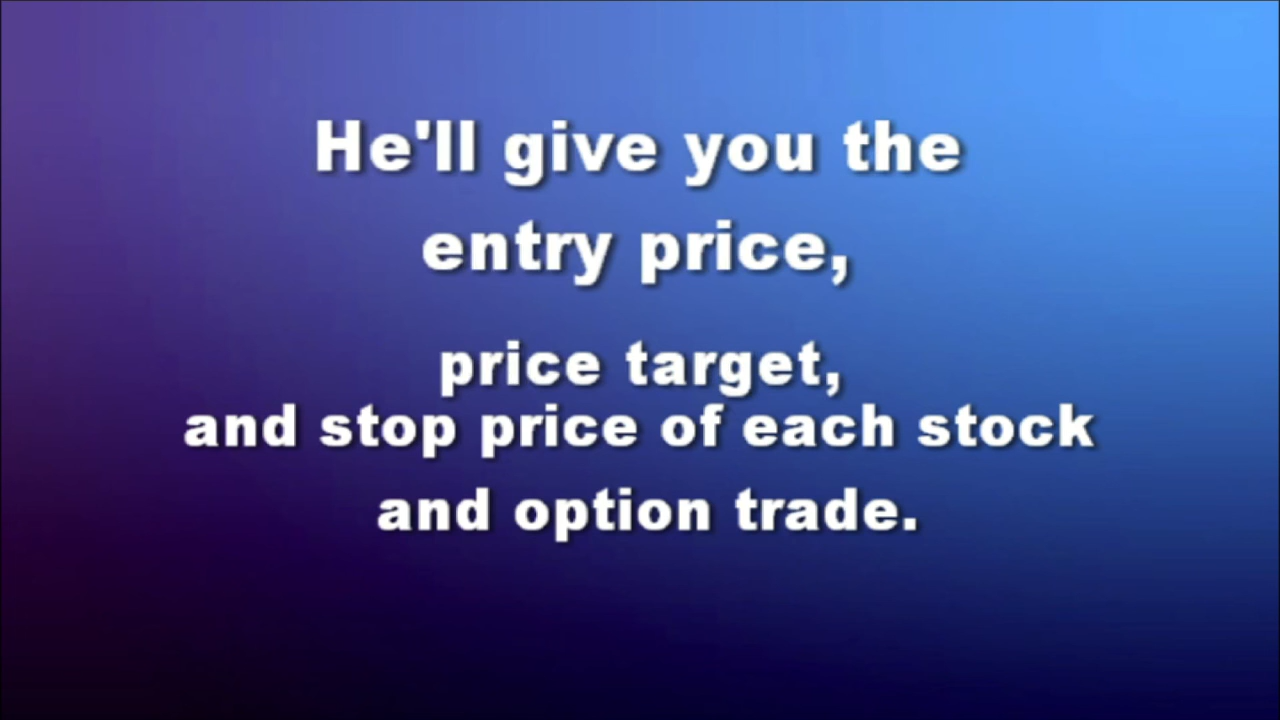 He'll give you the
entry price,
price target,
and stop price of each stock
and option trade.